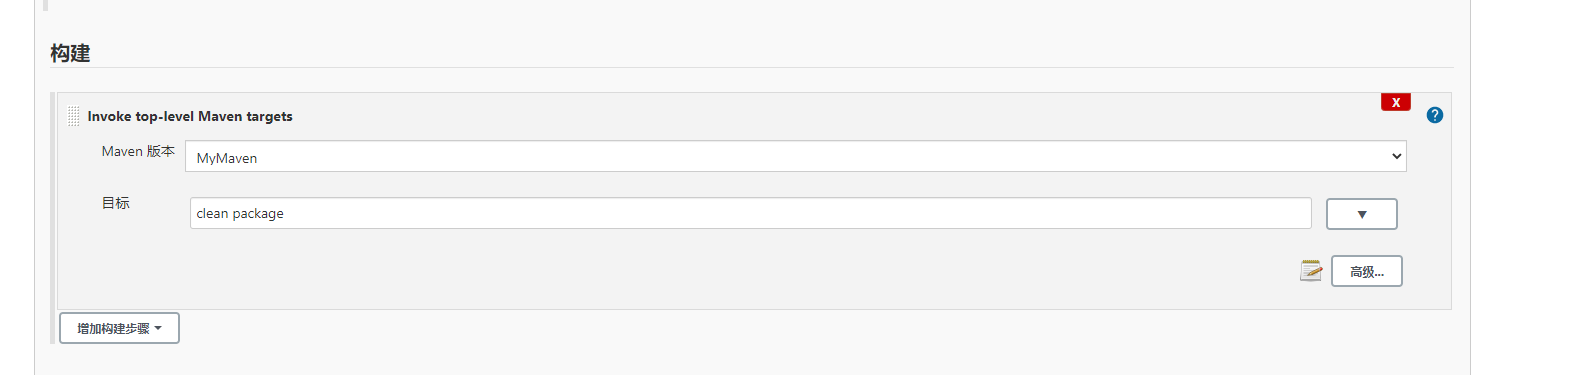 构建
Invoke top-level Maven targets
X
?
Maven 版本
MyMaven
目标
clean package
▼
高级...
增加构建步骤